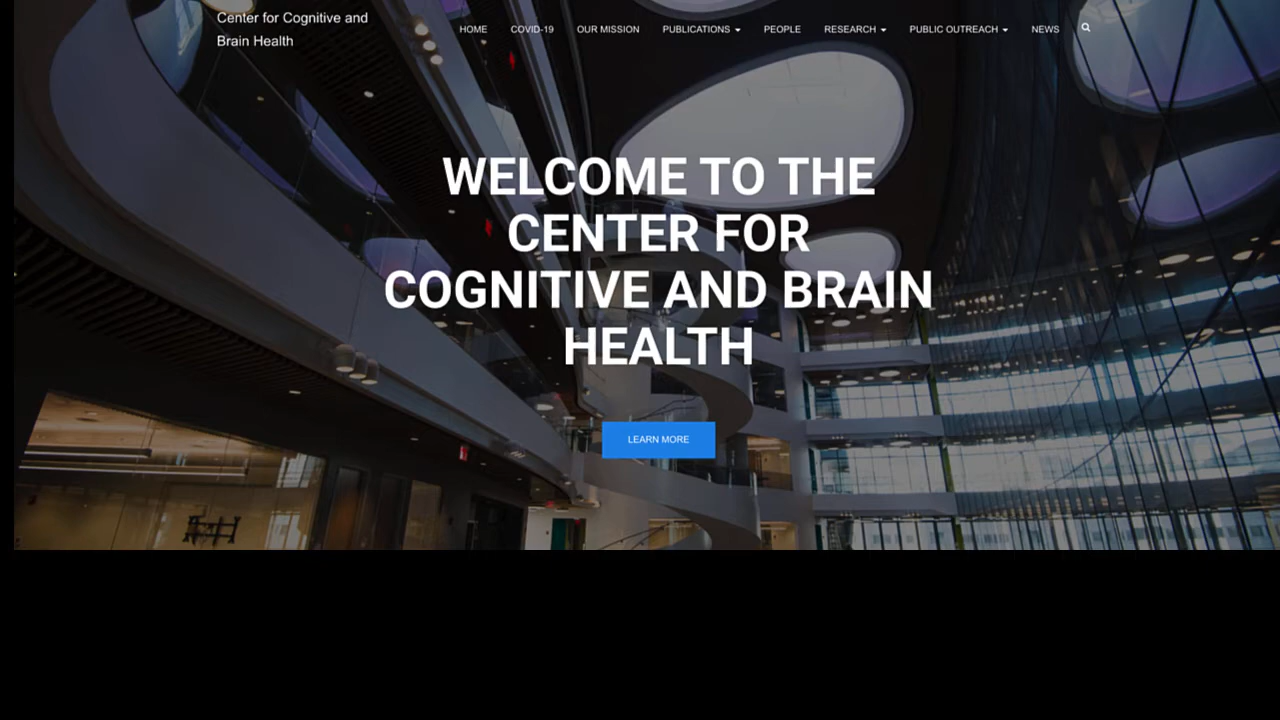 Center for Cognitive and
Brain Health
HOME COVID-19 OUR MISSION PUBLICATIONS PEOPLE RESEARCH PUBLIC OUTREACH NEWS
WELCOME TO THE
CENTER FOR
COGNITIVE AND BRAIN
HEALTH
LEARN MORE